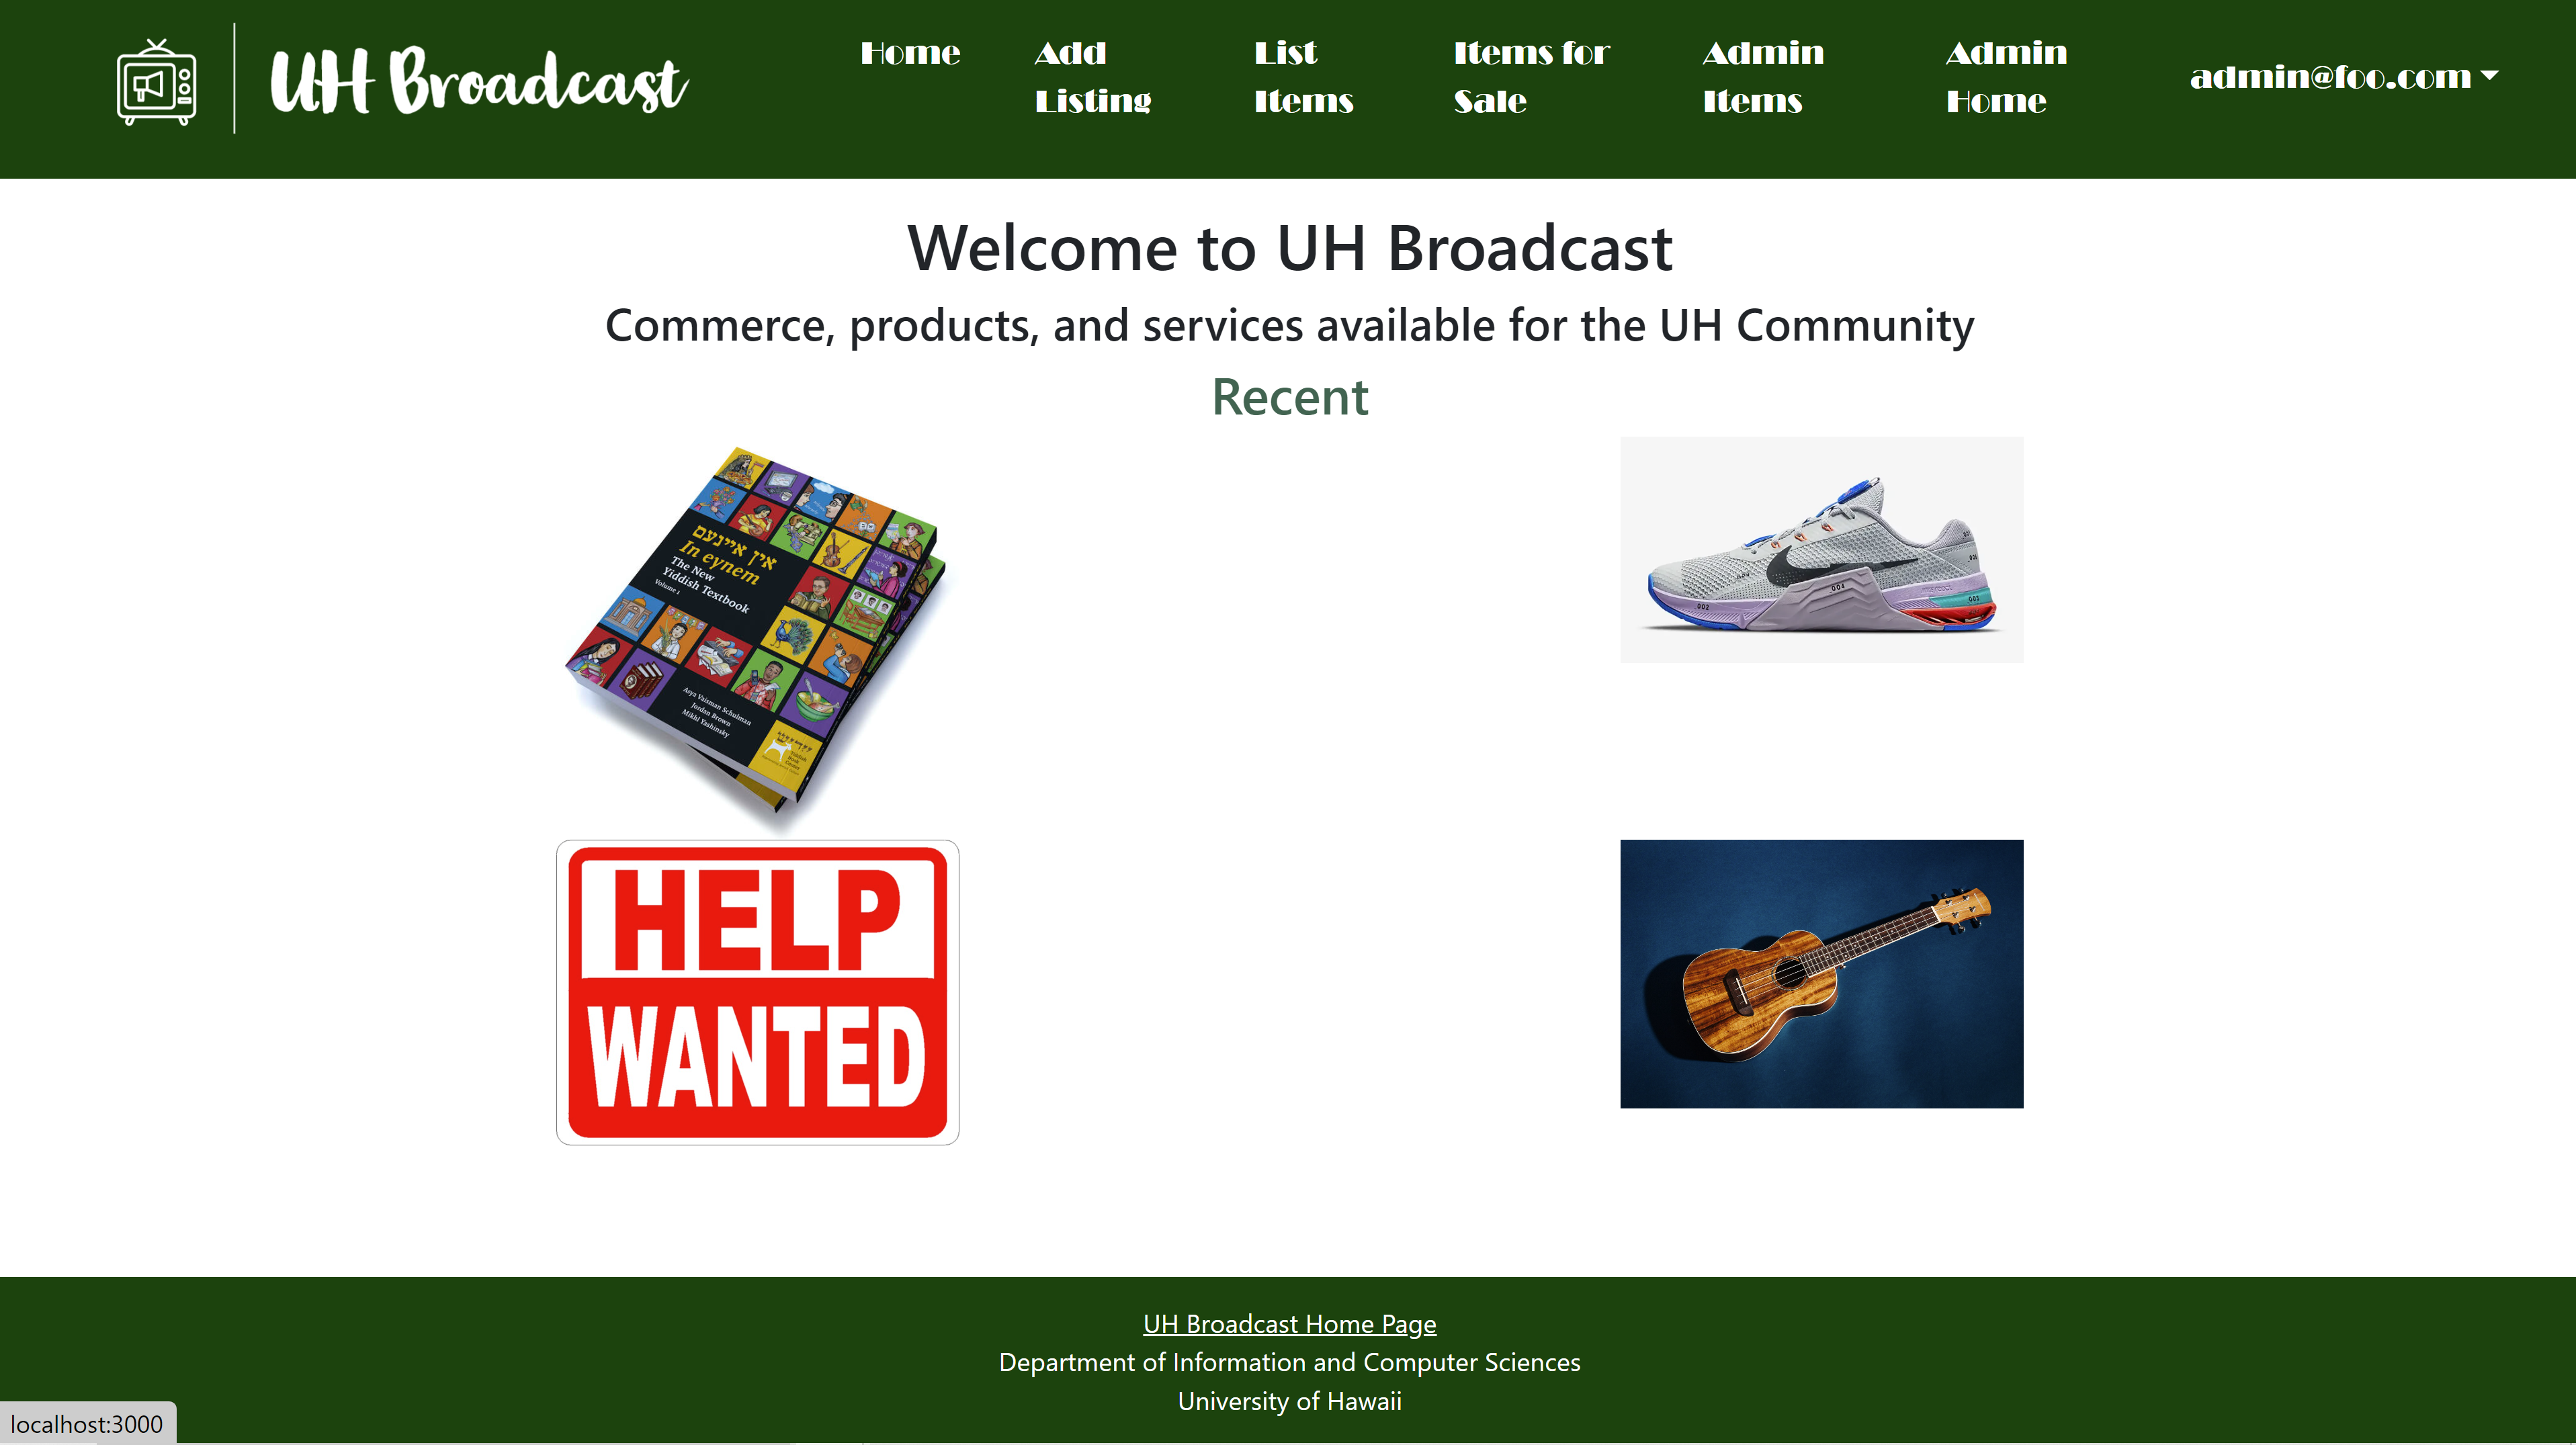 UH Broadcast
Home
Add
Listing
List
Items
Items for
Sale
Admin
Items
Admin
Home
admin@foo.com
Welcome to UH Broadcast
Commerce, products, and services available for the UH Community
Recent
אין איינעם
In eynem
The New
Yiddish Textbook
Volume 1
Asya Vaisman Schulman
Jordan Brown
Mikhl Yashinsky
.004
.002
HELP
WANTED
UH Broadcast Home Page
Department of Information and Computer Sciences
University of Hawaii
localhost:3000